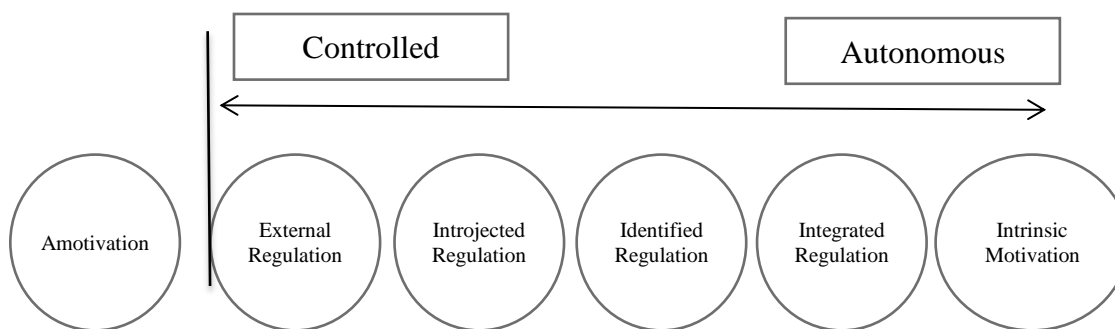 Controlled
Autonomous
Amotivation
External
Regulation
Introjected
Regulation
Identified
Regulation
Integrated
Regulation
Intrinsic
Motivation